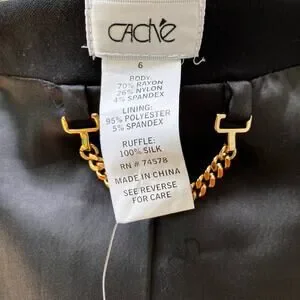 CACHÉ
6
BODY:
70% RAYON
26% NYLON
4% SPANDEX
LINING:
95% POLYESTER
5% SPANDEX
RUFFLE:
100% SILK
RN # 74578
MADE IN CHINA
SEE REVERSE
FOR CARE